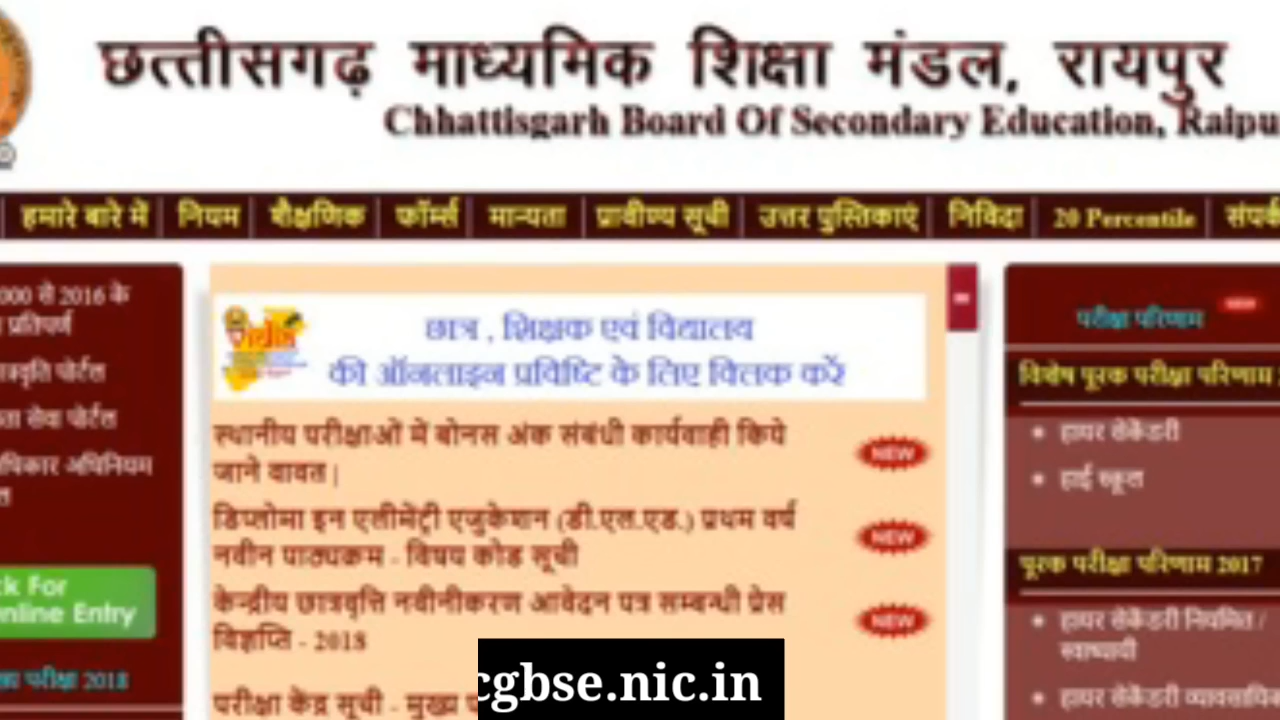 छत्तीसगढ़ माध्यमिक शिक्षा मंडल, रायपुर
Chhattisgarh Board Of Secondary Education, Raipu
हमारे बारे में नियम शैक्षणिक फॉर्म्स मान्यता प्रावीण्य सूची उत्तर पुस्तिकाएं निविदा 20 Percentile संपर्क
000 से 2016 के
प्रतिपर्ण
पोर्टल
सेवा पोर्टल
अधिनियम
ck For
nline Entry
परीक्षा 2018
छात्र , शिक्षक एवं विद्यालय
की ऑनलाइन प्रविष्टि के लिए क्लिक करें
स्थानीय परीक्षाओं में बोनस अंक संबंधी कार्यवाही किये
जाने बावत |
NEW
डिप्लोमा इन एलीमेंट्री एजुकेशन (डी.एल.एड.) प्रथम वर्ष
नवीन पाठ्यक्रम - विषय कोड सूची
NEW
केन्द्रीय छात्रवृत्ति नवीनीकरण आवेदन पत्र सम्बन्धी प्रेस
विज्ञप्ति - 2018
NEW
परीक्षा केंद्र सूची - मुख्य
परीक्षा परिणाम
विशेष पूरक परीक्षा परिणाम
हायर सेकेंडरी
हाई स्कूल
पूरक परीक्षा परिणाम 2017
हायर सेकेंडरी नियमित /
स्वाध्यायी
हायर सेकेंडरी व्यावसायिक
cgbse.nic.in